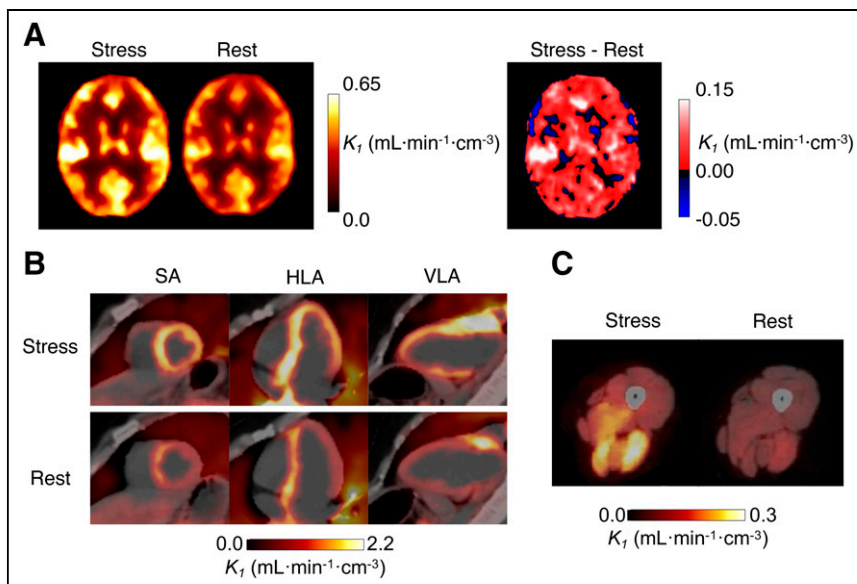 A
Stress Rest
0.65
K₁ (mL·min⁻¹·cm⁻³)
0.0
Stress - Rest
0.15
K₁ (mL·min⁻¹·cm⁻³)
0.00
-0.05
B
SA HLA VLA
Stress
Rest
0.0 2.2
K₁ (mL·min⁻¹·cm⁻³)
C
Stress Rest
0.0 0.3
K₁ (mL·min⁻¹·cm⁻³)